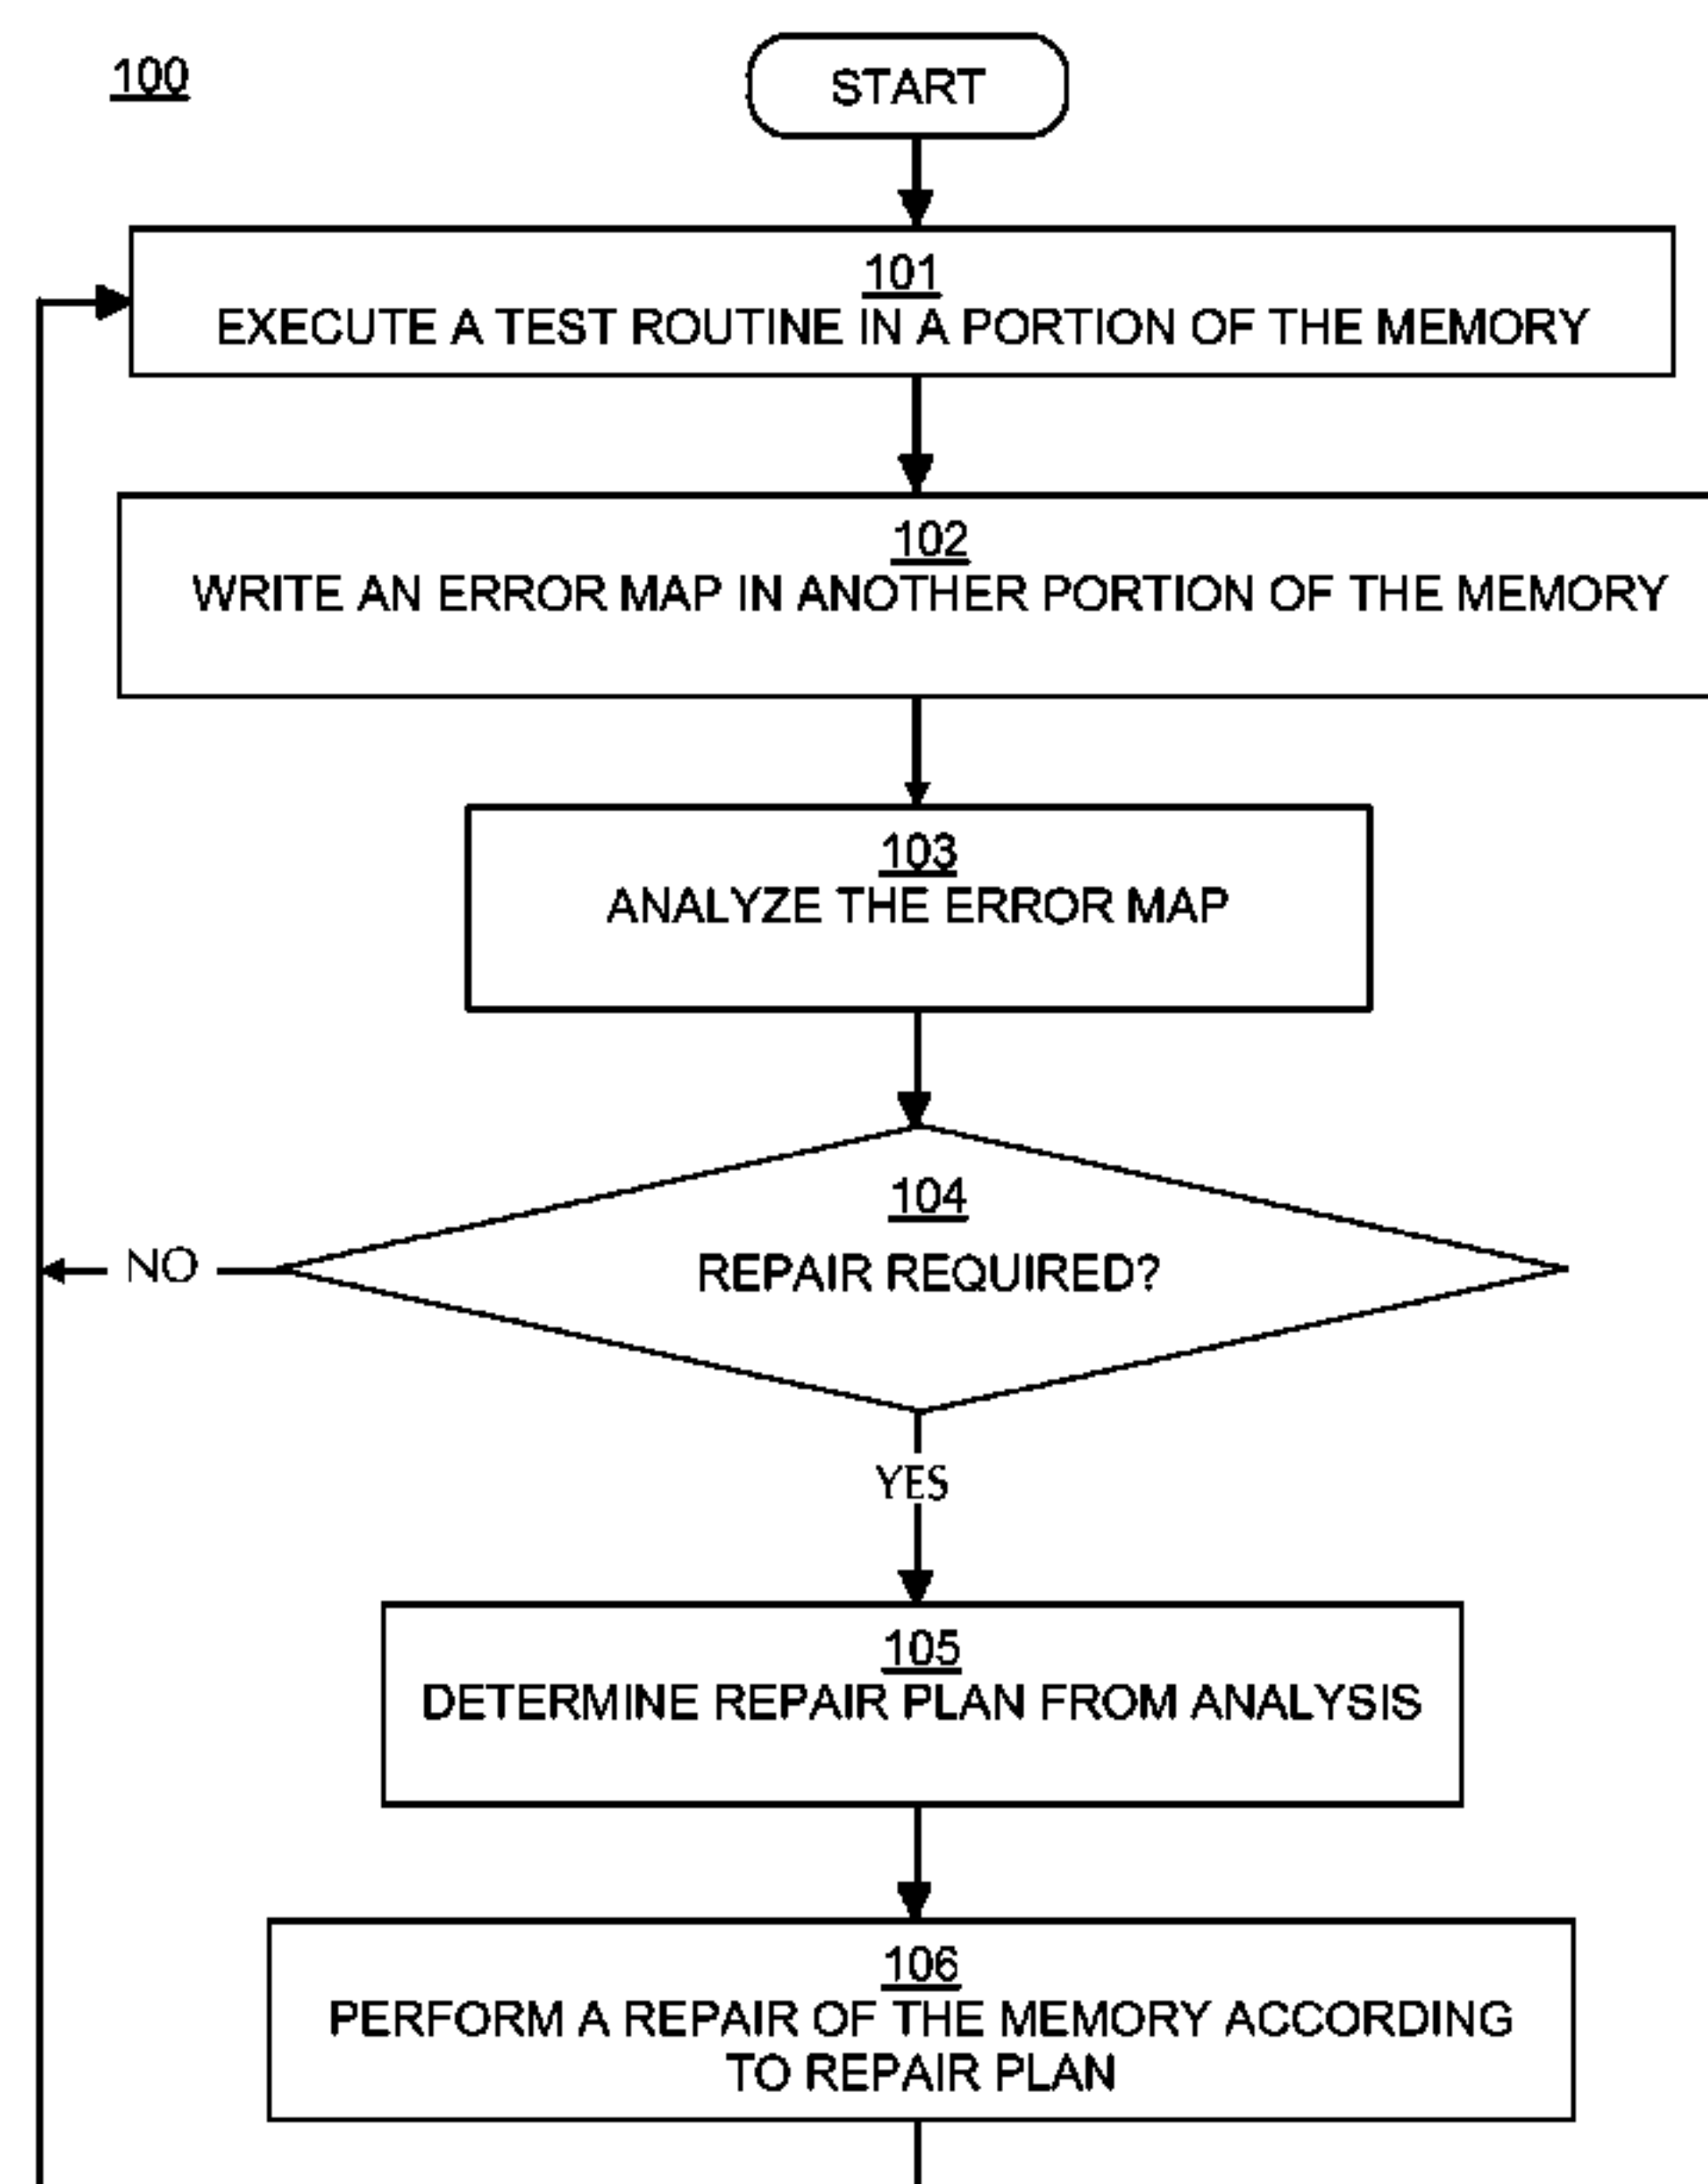 100
START
101
EXECUTE A TEST ROUTINE IN A PORTION OF THE MEMORY
102
WRITE AN ERROR MAP IN ANOTHER PORTION OF THE MEMORY
103
ANALYZE THE ERROR MAP
104
REPAIR REQUIRED?
NO
YES
105
DETERMINE REPAIR PLAN FROM ANALYSIS
106
PERFORM A REPAIR OF THE MEMORY ACCORDING
TO REPAIR PLAN